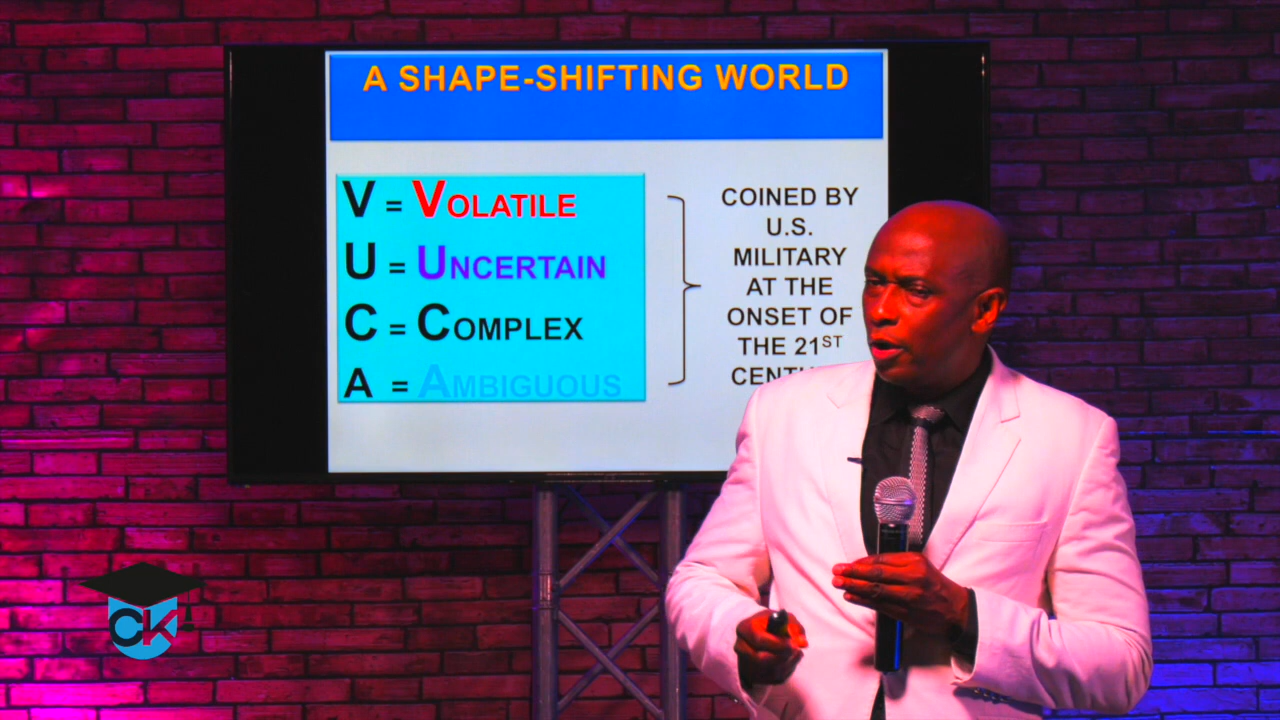 A SHAPE-SHIFTING WORLD
V = VOLATILE
U = UNCERTAIN
C = COMPLEX
A = AMBIGUOUS
COINED BY
U.S.
MILITARY
AT THE
ONSET OF
THE 21ST
CK